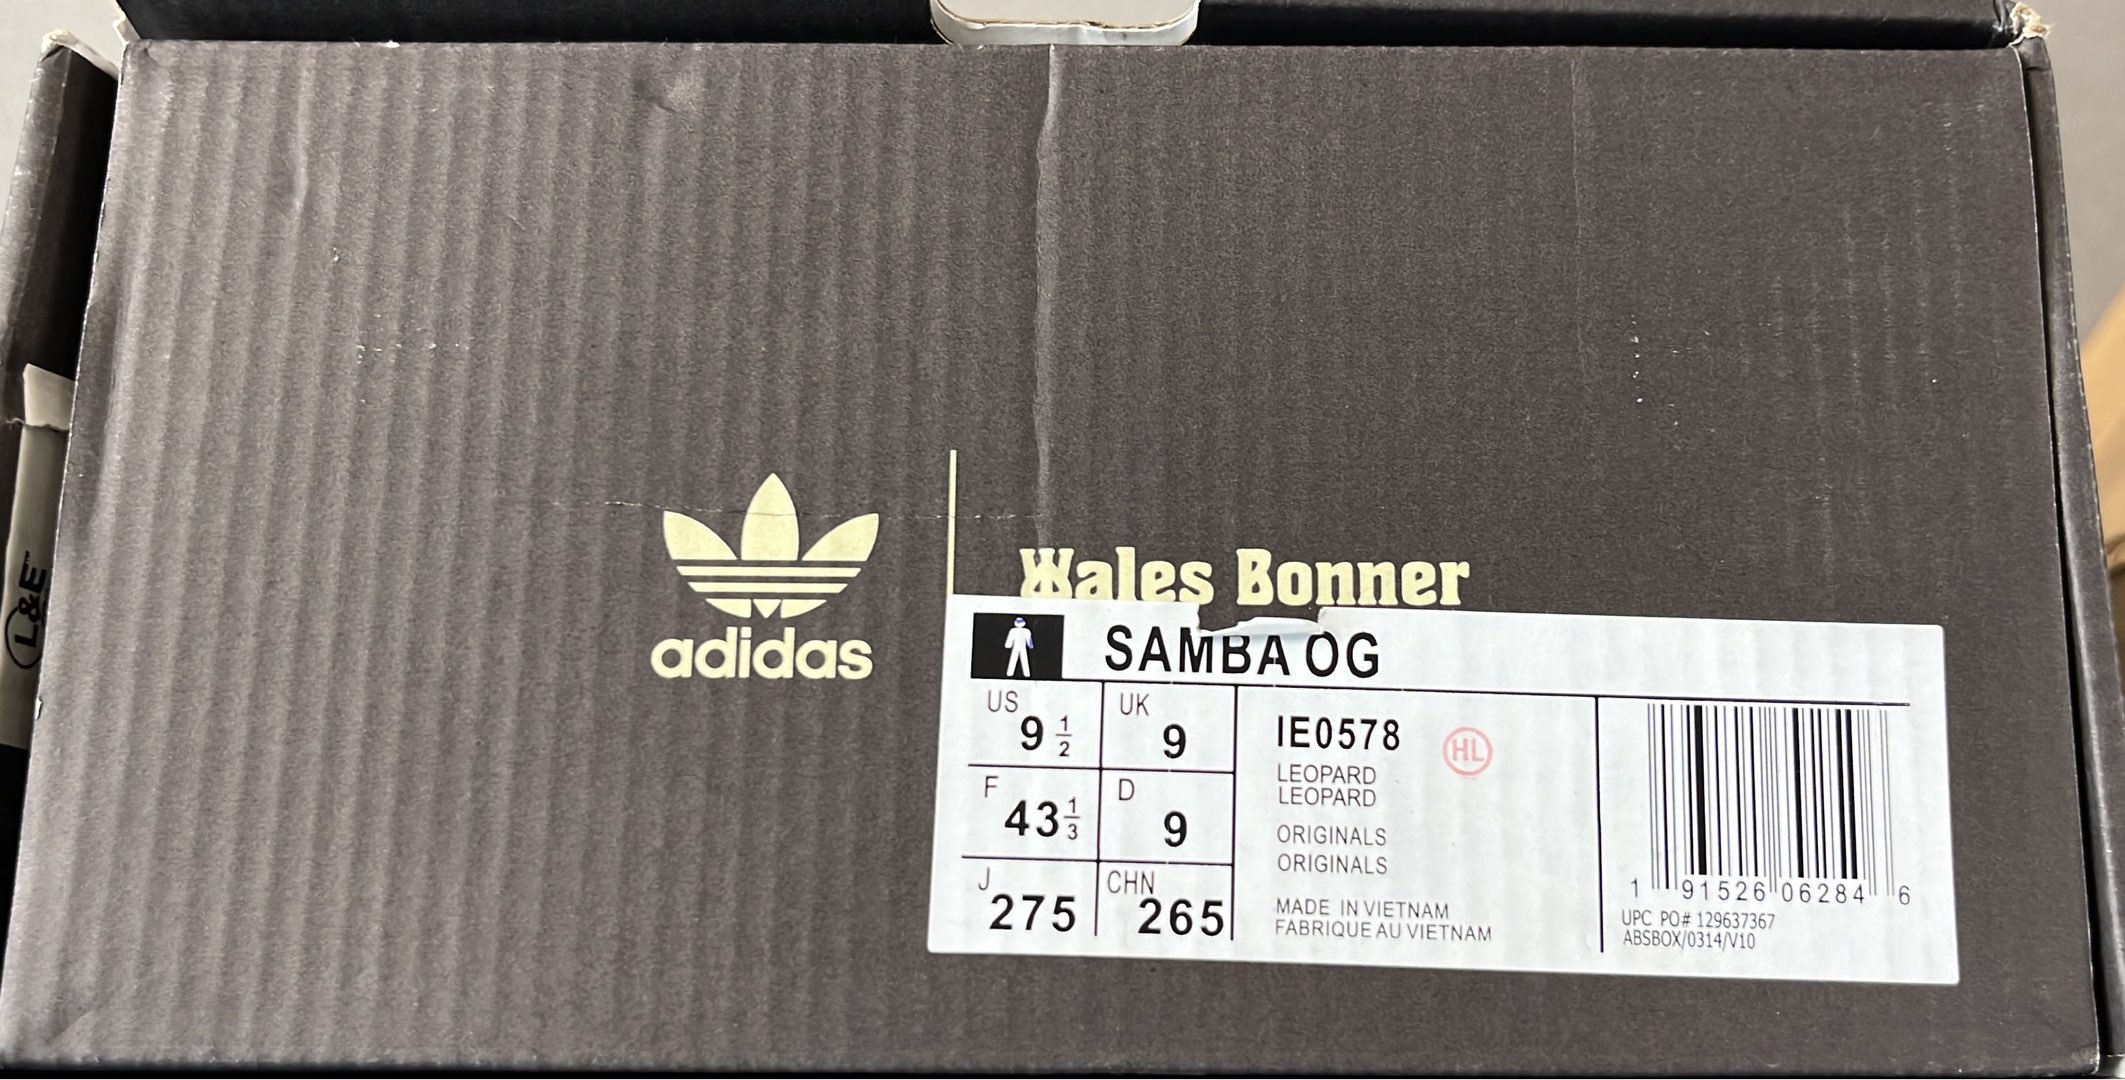 L&E
adidas
Wales Bonner
SAMBA OG
US 9 1/2
UK 9
F 43 1/3
D 9
J 275
CHN 265
IE0578
HL
LEOPARD
LEOPARD
ORIGINALS
ORIGINALS
MADE IN VIETNAM
FABRIQUE AU VIETNAM
1 91526 06284 6
UPC PO# 129637367
ABSBOX/0314/V10